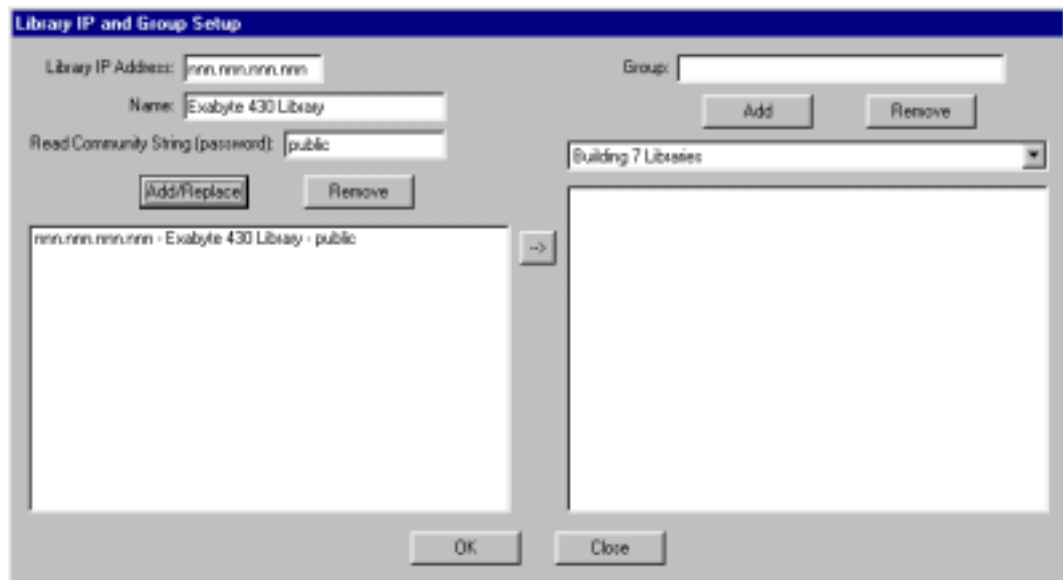 Library IP and Group Setup
Library IP Address: nnn.nnn.nnn.nnn
Name: Exabyte 430 Library
Read Community String (password): public
Add/Replace Remove
nnn.nnn.nnn.nnn - Exabyte 430 Library - public
-->
Group:
Add Remove
Building 7 Libraries
OK Close